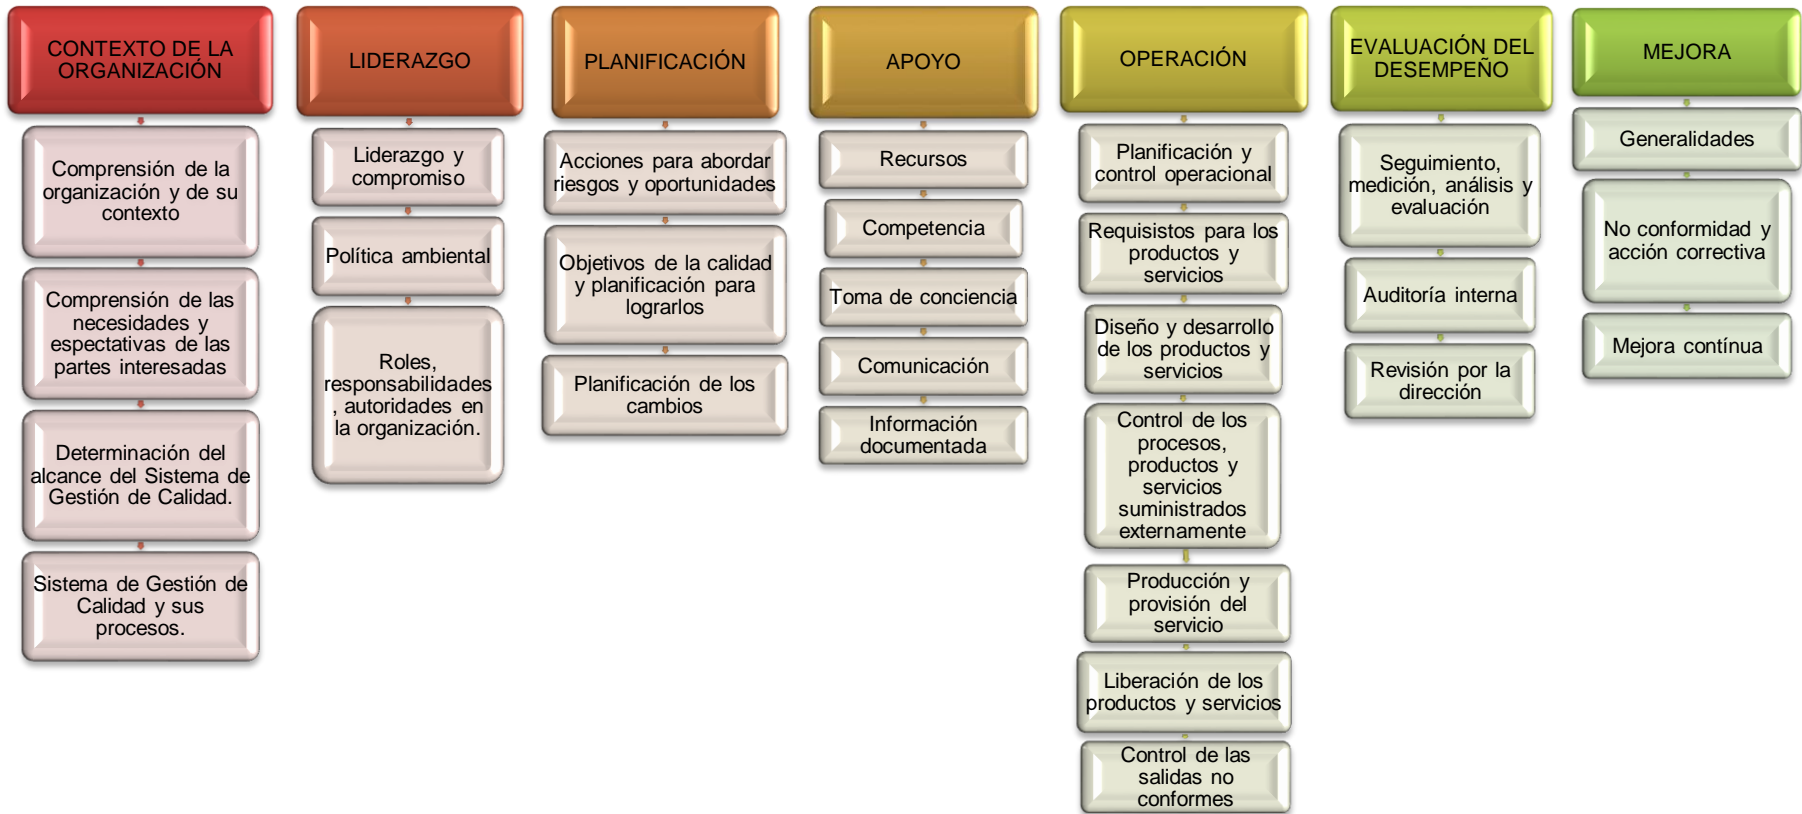 CONTEXTO DE LA
ORGANIZACIÓN
Comprensión de la
organización y de su
contexto
Comprensión de las
necesidades y
espectativas de las
partes interesadas
Determinación del
alcance del Sistema de
Gestión de Calidad.
Sistema de Gestión de
Calidad y sus
procesos.
LIDERAZGO
Liderazgo y
compromiso
Política ambiental
Roles,
responsabilidades
, autoridades en
la organización.
PLANIFICACIÓN
Acciones para abordar
riesgos y oportunidades
Objetivos de la calidad
y planificación para
lograrlos
Planificación de los
cambios
APOYO
Recursos
Competencia
Toma de conciencia
Comunicación
Información
documentada
OPERACIÓN
Planificación y
control operacional
Requisistos para los
productos y
servicios
Diseño y desarrollo
de los productos y
servicios
Control de los
procesos,
productos y
servicios
suministrados
externamente
Producción y
provisión del
servicio
Liberación de los
productos y servicios
Control de las
salidas no
conformes
EVALUACIÓN DEL
DESEMPEÑO
Seguimiento,
medición, análisis y
evaluación
Auditoría interna
Revisión por la
dirección
MEJORA
Generalidades
No conformidad y
acción correctiva
Mejora contínua